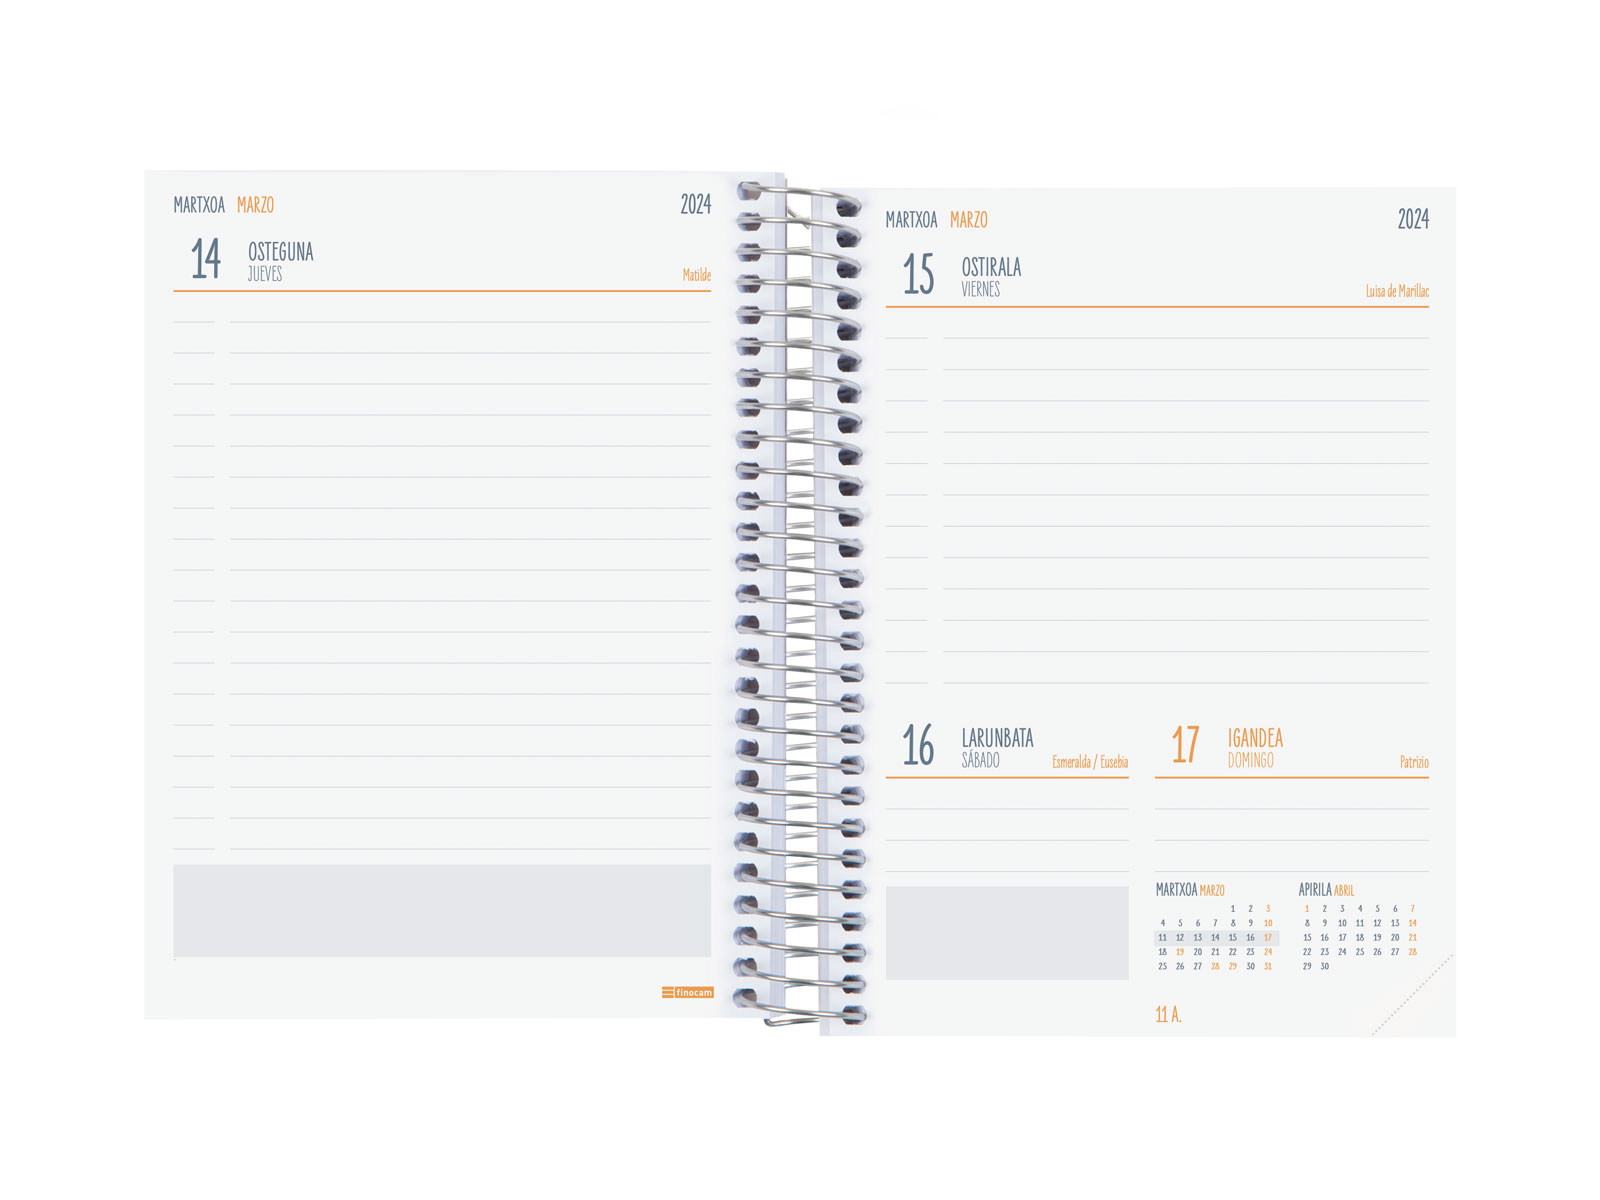 MARTXOA MARZO 2024
14 OSTEGUNA
JUEVES Matilde
finocam
MARTXOA MARZO 2024
15 OSTIRALA
VIERNES Luisa de Marillac
16 LARUNBATA
SÁBADO Esmeralda / Eusebia
17 IGANDEA
DOMINGO Patrizio
MARTXOA MARZO
1 2 3
4 5 6 7 8 9 10
11 12 13 14 15 16 17
18 19 20 21 22 23 24
25 26 27 28 29 30 31
APIRILA ABRIL
1 2 3 4 5 6 7
8 9 10 11 12 13 14
15 16 17 18 19 20 21
22 23 24 25 26 27 28
29 30
11 A.